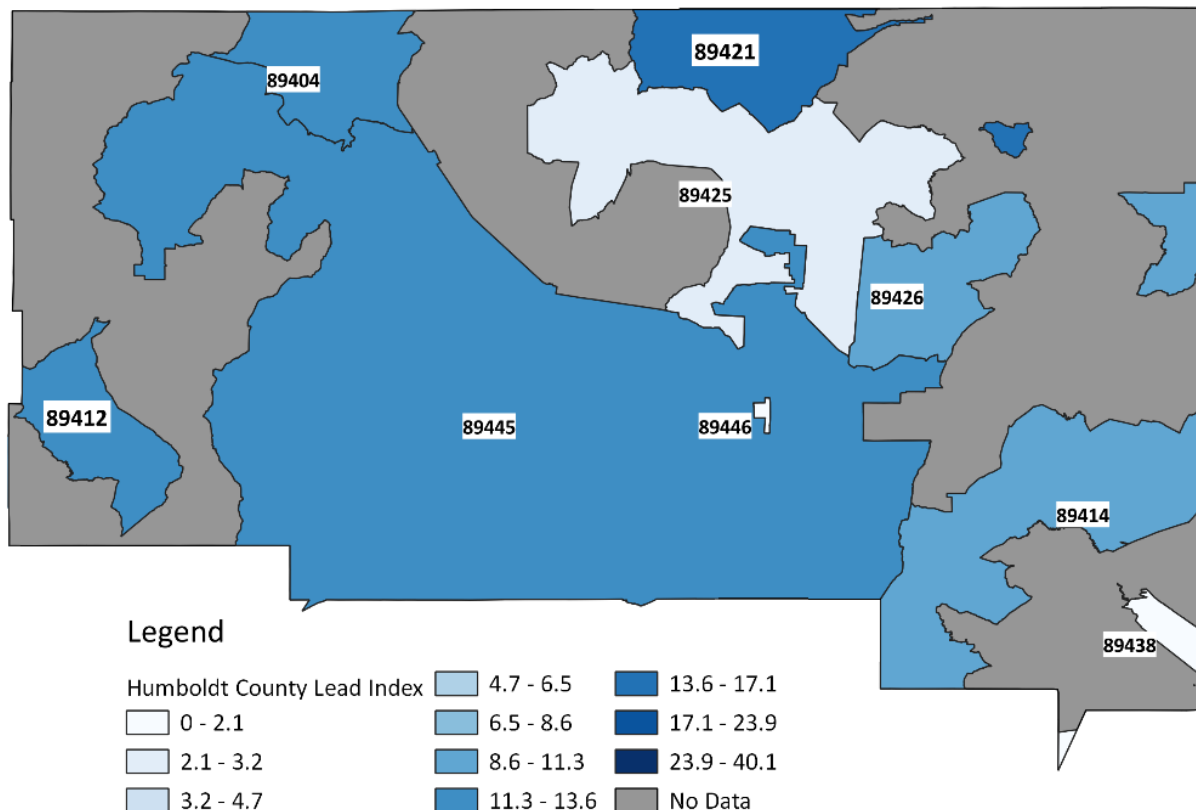 89421
89404
89425
89426
89412
89445
89446
89414
89438
Legend
Humboldt County Lead Index
0 - 2.1
2.1 - 3.2
3.2 - 4.7
4.7 - 6.5
6.5 - 8.6
8.6 - 11.3
11.3 - 13.6
13.6 - 17.1
17.1 - 23.9
23.9 - 40.1
No Data